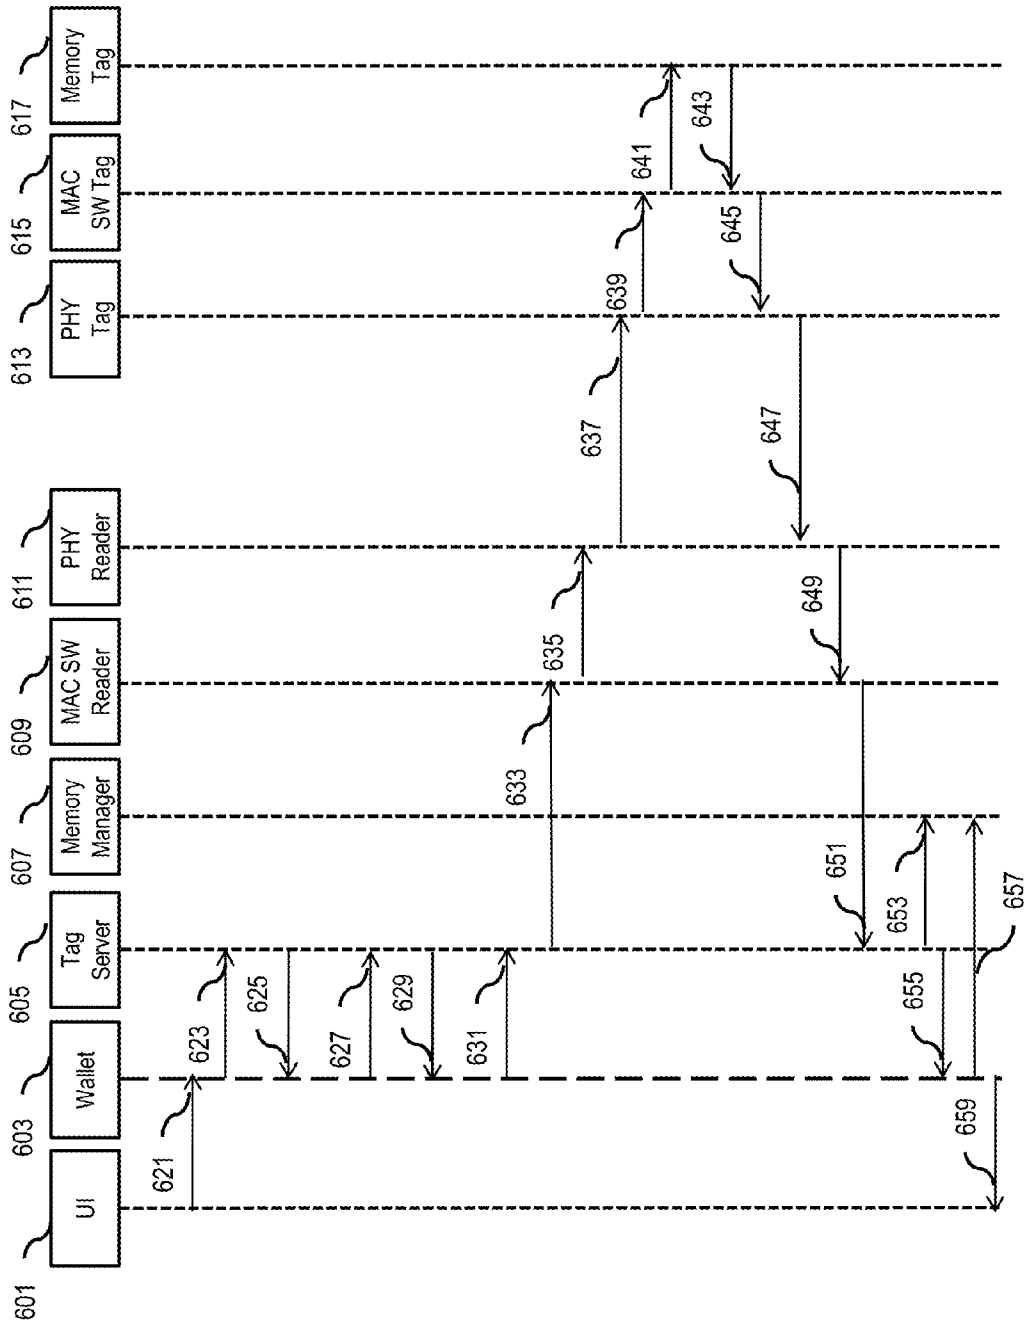 601
UI
603
Wallet
605
Tag
Server
607
Memory
Manager
609
MAC SW
Reader
611
PHY
Reader
613
PHY
Tag
615
MAC
SW Tag
617
Memory
Tag
621
623
625
627
629
631
633
635
637
639
641
643
645
647
649
651
653
655
657
659